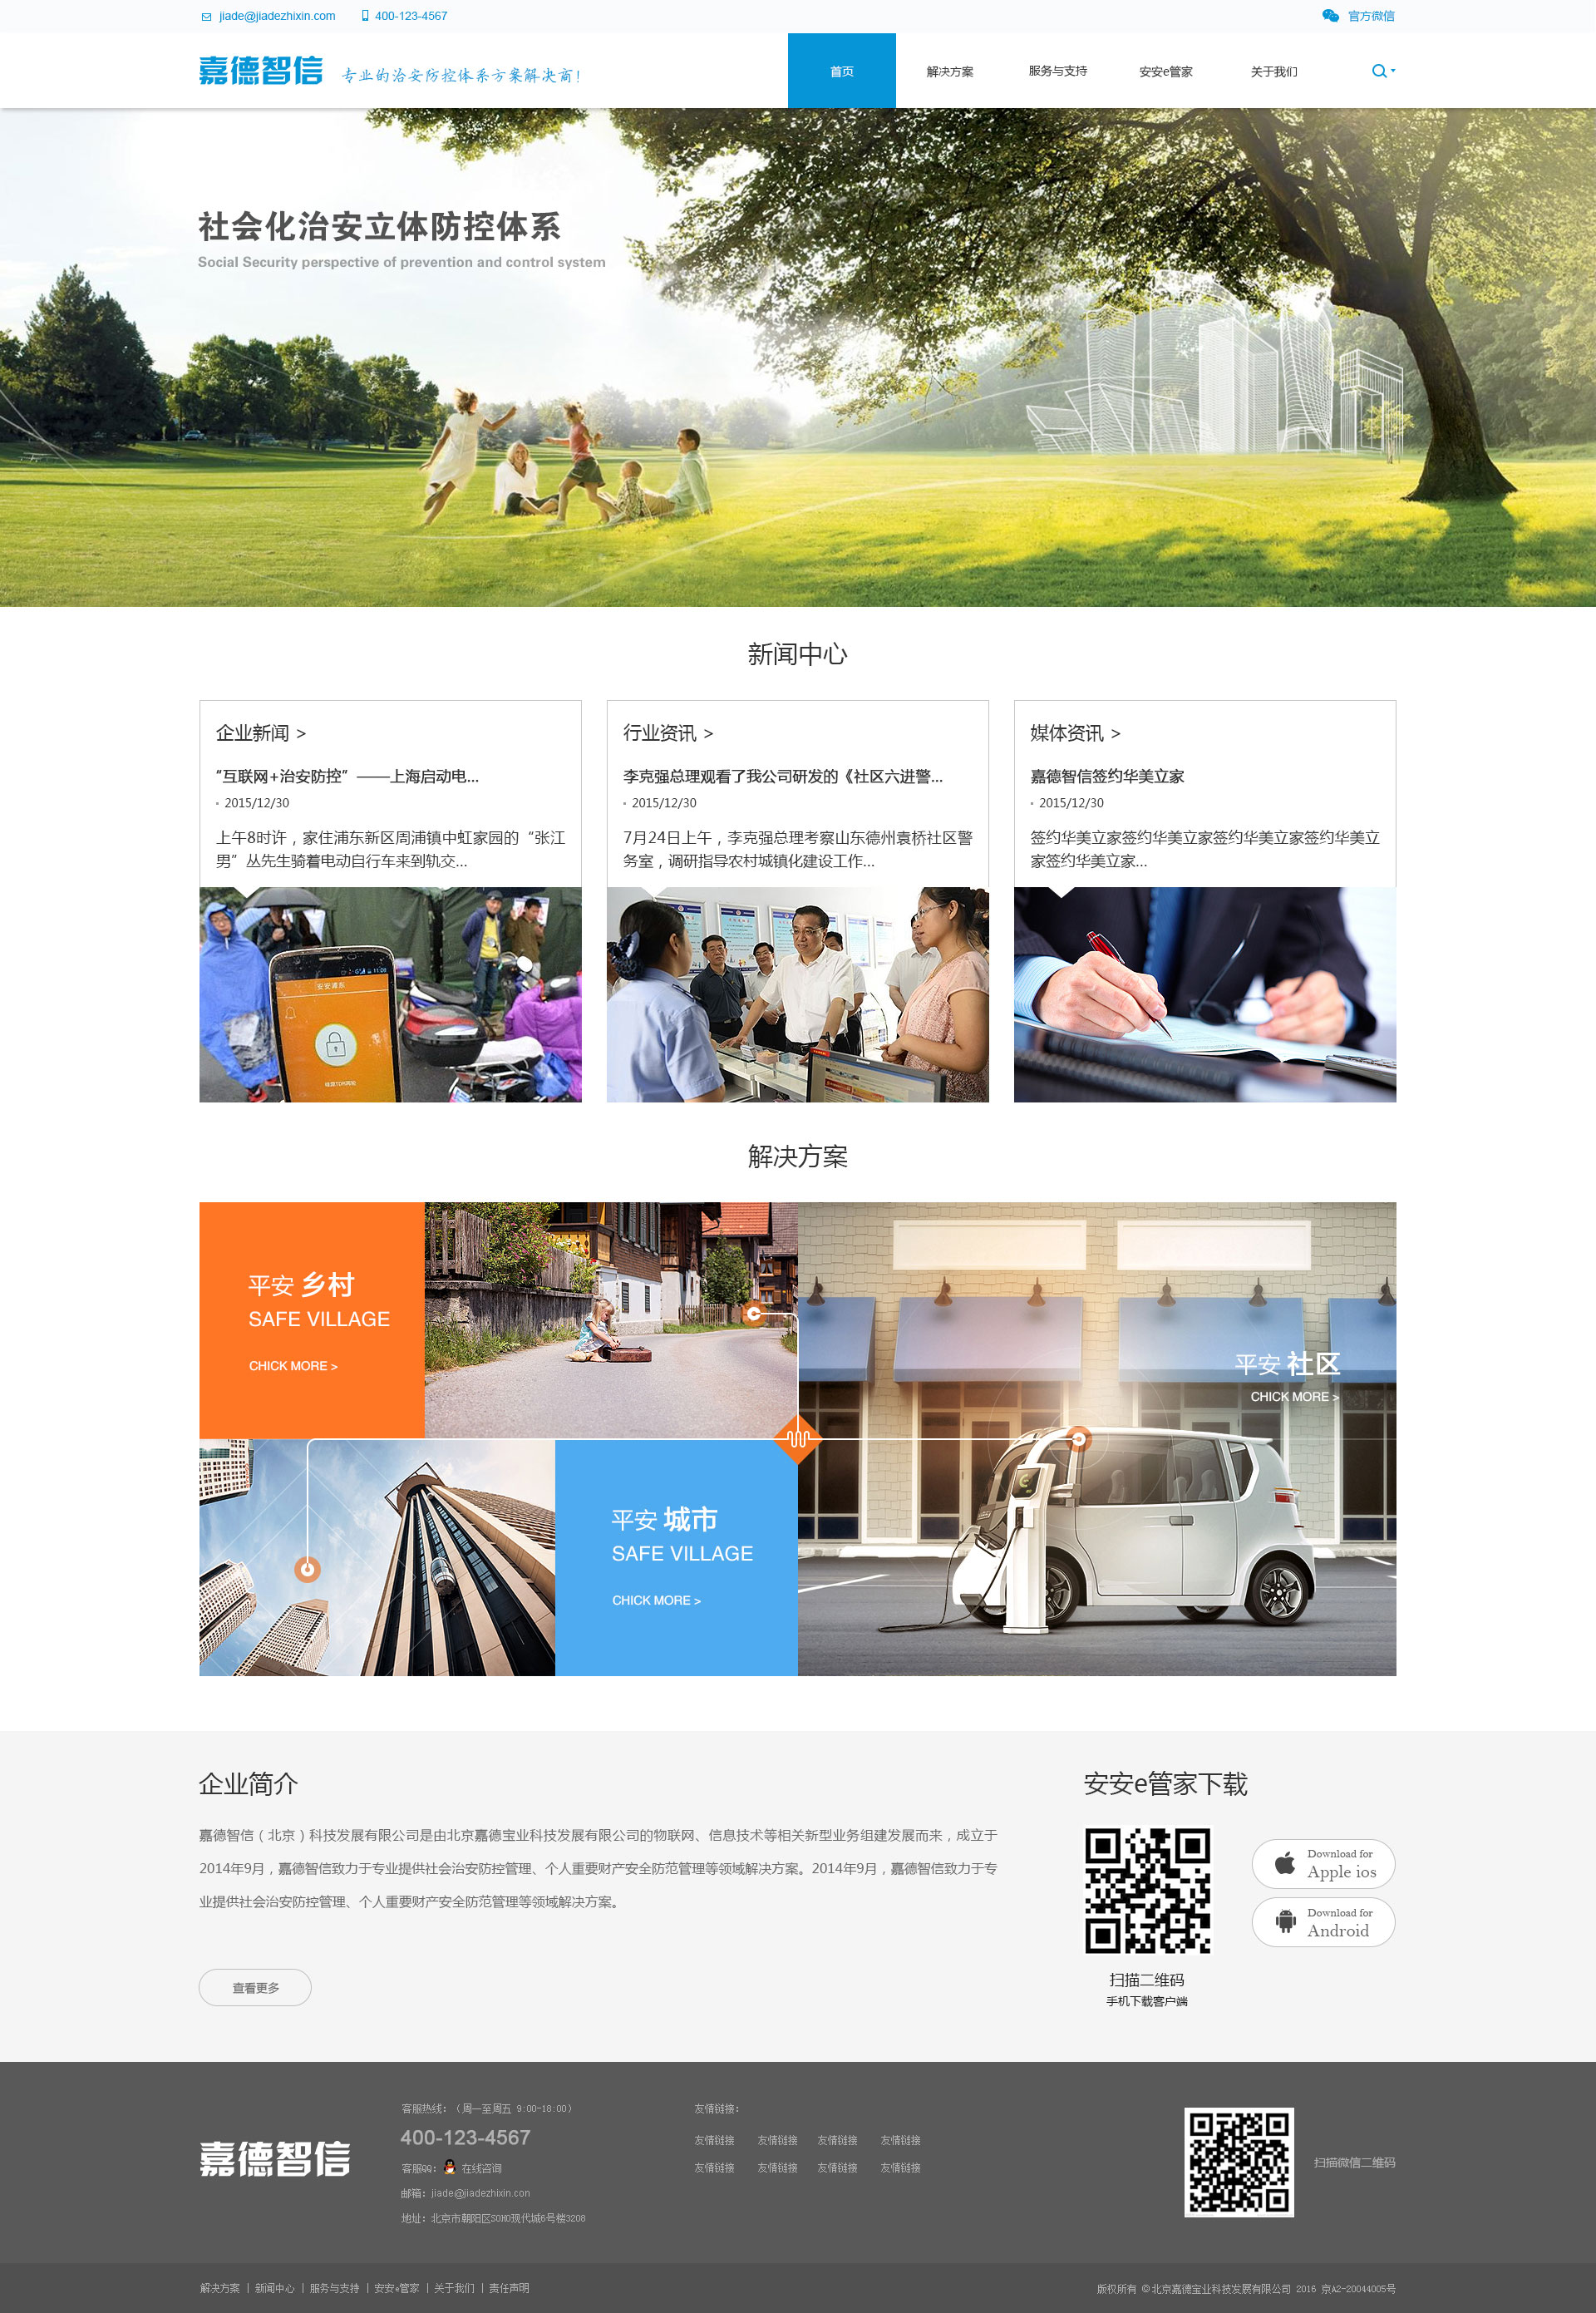 jiade@jiadezhixin.com 400-123-4567 官方微信
嘉德智信 专业的治安防控体系方案解决商！
首页 解决方案 服务与支持 安安e管家 关于我们
社会化治安立体防控体系
Social Security perspective of prevention and control system
新闻中心
企业新闻 >
“互联网+治安防控”——上海启动电...
2015/12/30
上午8时许，家住浦东新区周浦镇中虹家园的“张江
男”丛先生骑着电动自行车来到轨交...
安安浦东
行业资讯 >
李克强总理观看了我公司研发的《社区六进警...
2015/12/30
7月24日上午，李克强总理考察山东德州袁桥社区警
务室，调研指导农村城镇化建设工作...
媒体资讯 >
嘉德智信签约华美立家
2015/12/30
签约华美立家签约华美立家签约华美立家签约华美立
家签约华美立家...
解决方案
平安 乡村
SAFE VILLAGE
CHICK MORE >
平安 社区
CHICK MORE >
平安 城市
SAFE VILLAGE
CHICK MORE >
企业简介
嘉德智信（北京）科技发展有限公司是由北京嘉德宝业科技发展有限公司的物联网、信息技术等相关新型业务组建发展而来，成立于
2014年9月，嘉德智信致力于专业提供社会治安防控管理、个人重要财产安全防范管理等领域解决方案。2014年9月，嘉德智信致力于专
业提供社会治安防控管理、个人重要财产安全防范管理等领域解决方案。
查看更多
安安e管家下载
Download for
Apple ios
Download for
Android
扫描二维码
手机下载客户端
嘉德智信
客服热线：（周一至周五 9:00-18:00）
400-123-4567
客服QQ： 在线咨询
邮箱：jiade@jiadezhixin.con
地址：北京市朝阳区SOHO现代城6号楼3208
友情链接：
友情链接 友情链接 友情链接 友情链接
友情链接 友情链接 友情链接 友情链接
扫描微信二维码
解决方案 | 新闻中心 | 服务与支持 | 安安e管家 | 关于我们 | 责任声明
版权所有 ©北京嘉德宝业科技发展有限公司 2016 京A2-20044005号